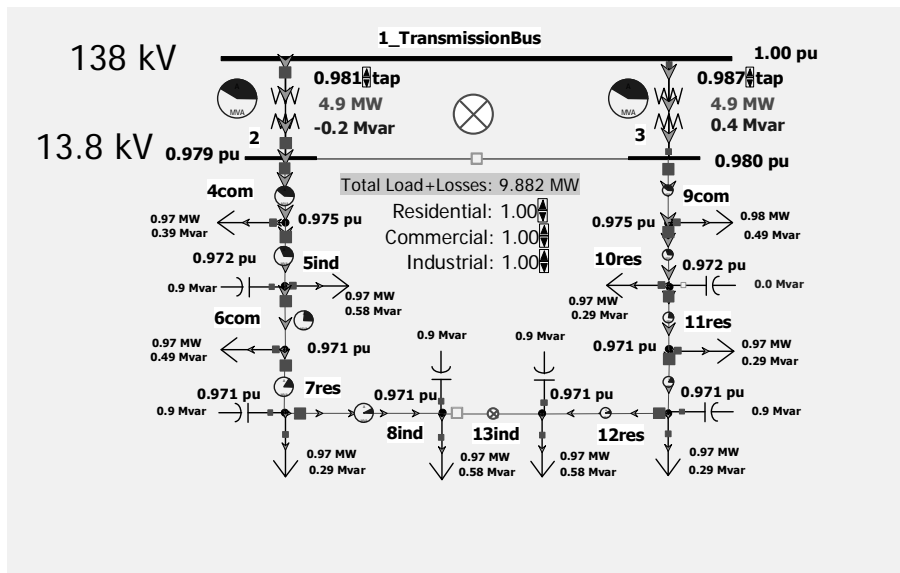 1_TransmissionBus
138 kV
1.00 pu
0.981 tap
0.987 tap
4.9 MW
-0.2 Mvar
4.9 MW
0.4 Mvar
MVA
MVA
2
3
13.8 kV
0.979 pu
0.980 pu
Total Load+Losses: 9.882 MW
4com
9com
Residential: 1.00
0.97 MW
0.39 Mvar
0.975 pu
0.975 pu
0.98 MW
0.49 Mvar
Commercial: 1.00
0.972 pu
5ind
Industrial: 1.00
10res
0.972 pu
0.9 Mvar
0.0 Mvar
0.97 MW
0.58 Mvar
0.97 MW
0.29 Mvar
6com
11res
0.97 MW
0.49 Mvar
0.971 pu
0.9 Mvar
0.9 Mvar
0.971 pu
0.97 MW
0.29 Mvar
0.971 pu
7res
0.971 pu
0.971 pu
0.971 pu
0.9 Mvar
0.9 Mvar
8ind
13ind
12res
0.97 MW
0.29 Mvar
0.97 MW
0.58 Mvar
0.97 MW
0.58 Mvar
0.97 MW
0.29 Mvar